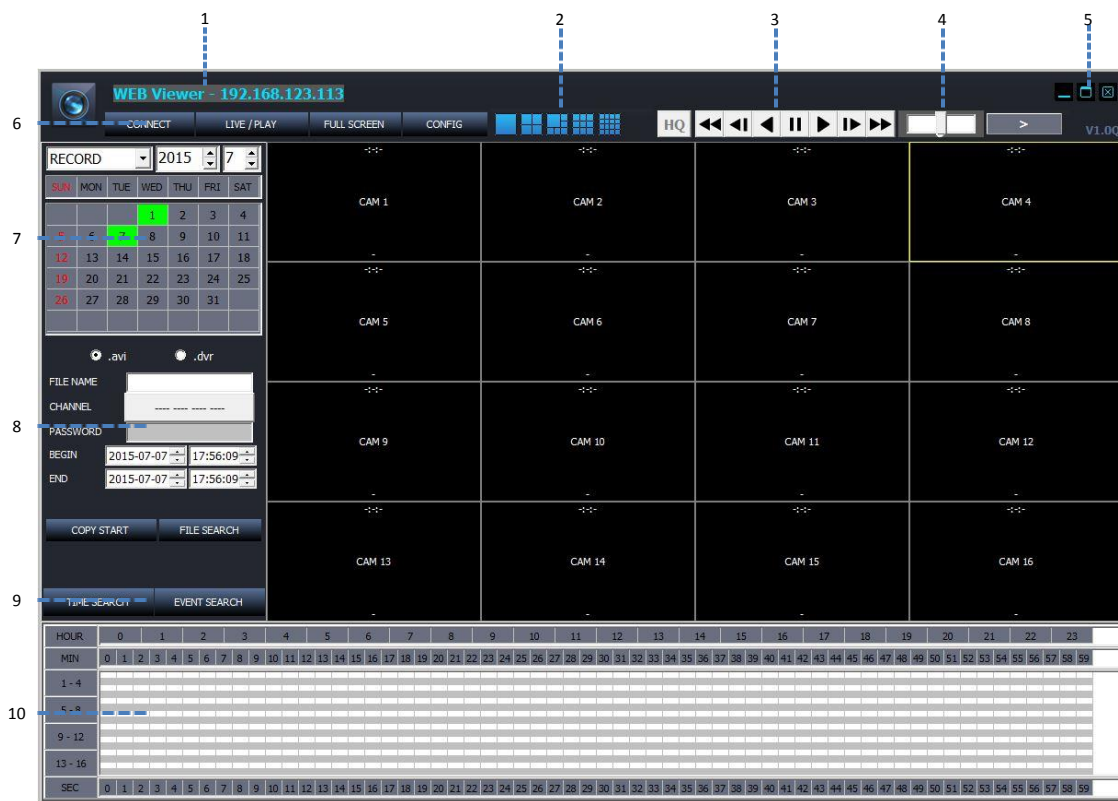 1 2 3 4 5
WEB Viewer - 192.168.123.113
6
CONNECT LIVE / PLAY FULL SCREEN CONFIG HQ >
RECORD 2015 7
SUN MON TUE WED THU FRI SAT
1 2 3 4
7
5 6 7 8 9 10 11
12 13 14 15 16 17 18
19 20 21 22 23 24 25
26 27 28 29 30 31
.avi .dvr
FILE NAME
CHANNEL ---- ---- ---- ----
8
PASSWORD
BEGIN 2015-07-07 17:56:09
END 2015-07-07 17:56:09
COPY START FILE SEARCH
9
TIME SEARCH EVENT SEARCH
-:-:- -:-:- -:-:- -:-:-
CAM 1 CAM 2 CAM 3 CAM 4
- - - -
-:-:- -:-:- -:-:- -:-:-
CAM 5 CAM 6 CAM 7 CAM 8
- - - -
-:-:- -:-:- -:-:- -:-:-
CAM 9 CAM 10 CAM 11 CAM 12
- - - -
-:-:- -:-:- -:-:- -:-:-
CAM 13 CAM 14 CAM 15 CAM 16
- - - -
HOUR 0 1 2 3 4 5 6 7 8 9 10 11 12 13 14 15 16 17 18 19 20 21 22 23
MIN 0 1 2 3 4 5 6 7 8 9 10 11 12 13 14 15 16 17 18 19 20 21 22 23 24 25 26 27 28 29 30 31 32 33 34 35 36 37 38 39 40 41 42 43 44 45 46 47 48 49 50 51 52 53 54 55 56 57 58 59
1 - 4
10
5 - 8
9 - 12
13 - 16
SEC 0 1 2 3 4 5 6 7 8 9 10 11 12 13 14 15 16 17 18 19 20 21 22 23 24 25 26 27 28 29 30 31 32 33 34 35 36 37 38 39 40 41 42 43 44 45 46 47 48 49 50 51 52 53 54 55 56 57 58 59